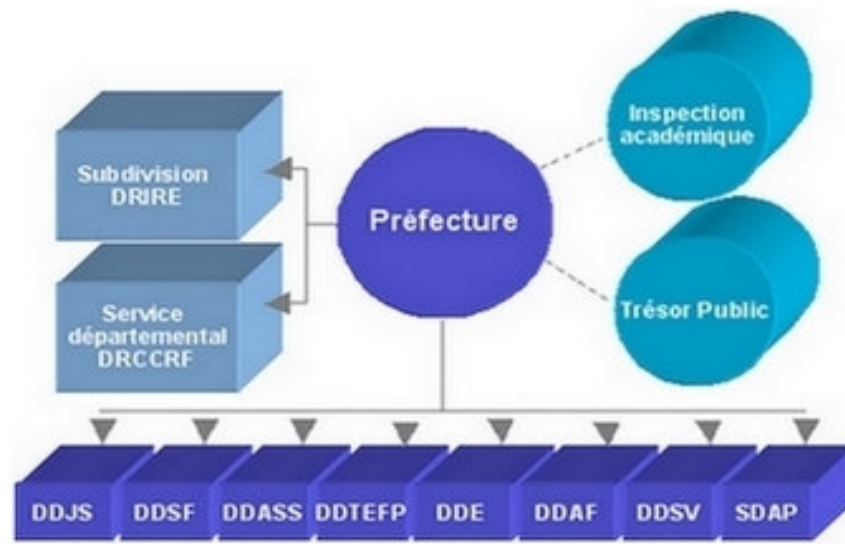 Inspection
académique
Subdivision
DRIRE
Préfecture
Service
départemental
DRCCRF
Trésor Public
DDJS
DDSF
DDASS
DDTEFP
DDE
DDAF
DDSV
SDAP